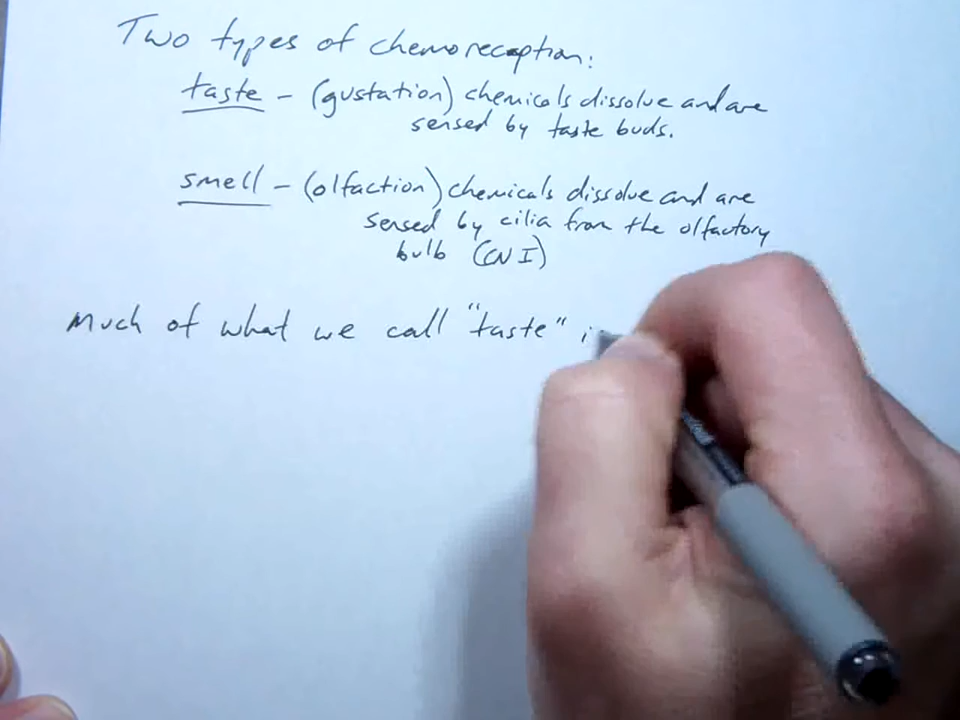 Two types of chemoreception:
taste - (gustation) chemicals dissolve and are
sensed by taste buds.
smell - (olfaction) chemicals dissolve and are
sensed by cilia from the olfactory
bulb (CN I)
Much of what we call "taste" i